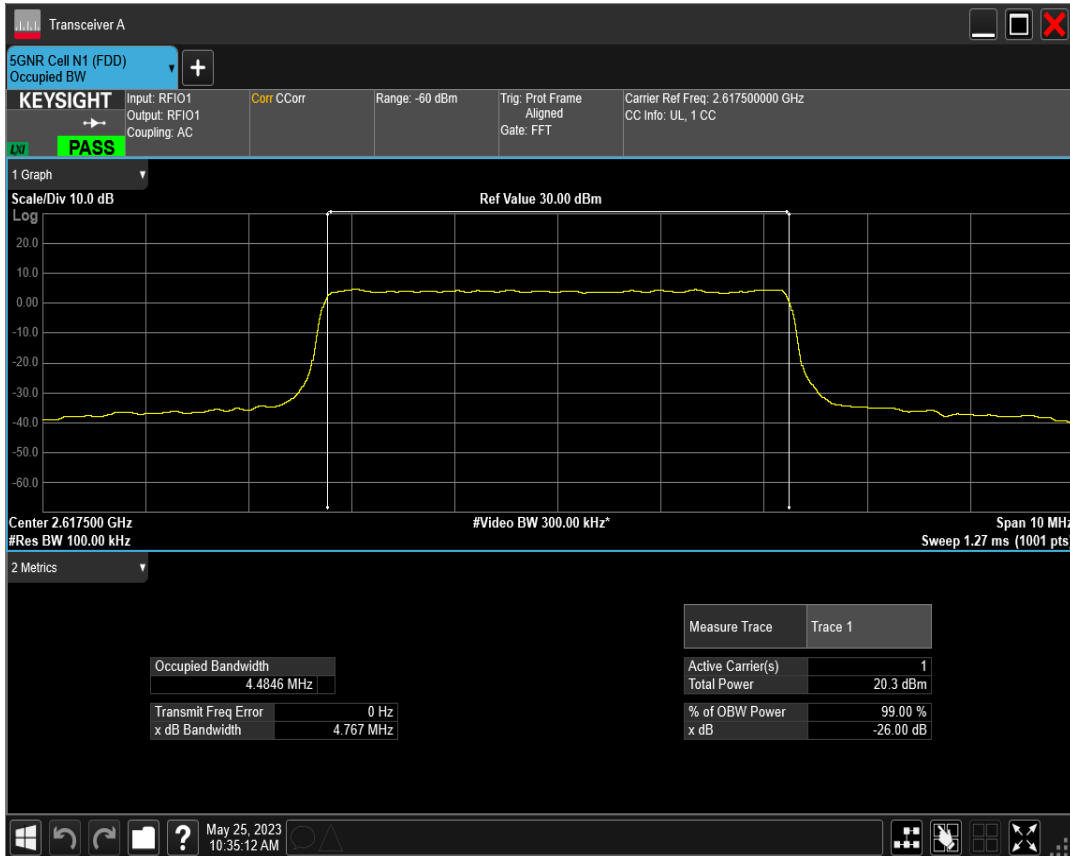 Transceiver A
5GNR Cell N1 (FDD)
Occupied BW
+
KEYSIGHT
LXI
PASS
Input: RFIO1
Output: RFIO1
Coupling: AC
Corr CCorr
Range: -60 dBm
Trig: Prot Frame
Aligned
Gate: FFT
Carrier Ref Freq: 2.617500000 GHz
CC Info: UL, 1 CC
1 Graph
Scale/Div 10.0 dB
Ref Value 30.00 dBm
Log
20.0
10.0
0.00
-10.0
-20.0
-30.0
-40.0
-50.0
-60.0
Center 2.617500 GHz
#Video BW 300.00 kHz*
Span 10 MHz
#Res BW 100.00 kHz
Sweep 1.27 ms (1001 pts)
2 Metrics
Measure Trace Trace 1
Occupied Bandwidth
4.4846 MHz
Active Carrier(s) 1
Total Power 20.3 dBm
Transmit Freq Error 0 Hz
x dB Bandwidth 4.767 MHz
% of OBW Power 99.00 %
x dB -26.00 dB
?
May 25, 2023
10:35:12 AM